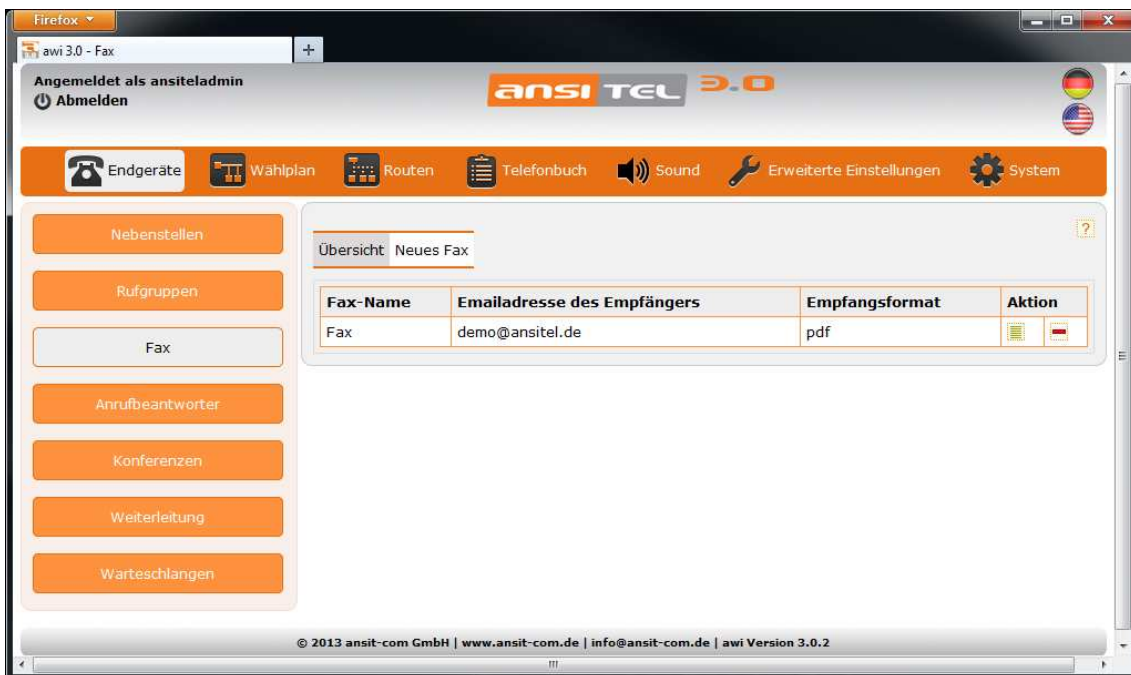 Firefox
awi 3.0 - Fax
Angemeldet als ansiteladmin
Abmelden
ansi TEL 3.0
Endgeräte Wählplan Routen Telefonbuch Sound Erweiterte Einstellungen System
Nebenstellen
Rufgruppen
Fax
Anrufbeantworter
Konferenzen
Weiterleitung
Warteschlangen
?
Übersicht Neues Fax
Fax-Name Emailadresse des Empfängers Empfangsformat Aktion
Fax demo@ansitel.de pdf
© 2013 ansit-com GmbH | www.ansit-com.de | info@ansit-com.de | awi Version 3.0.2